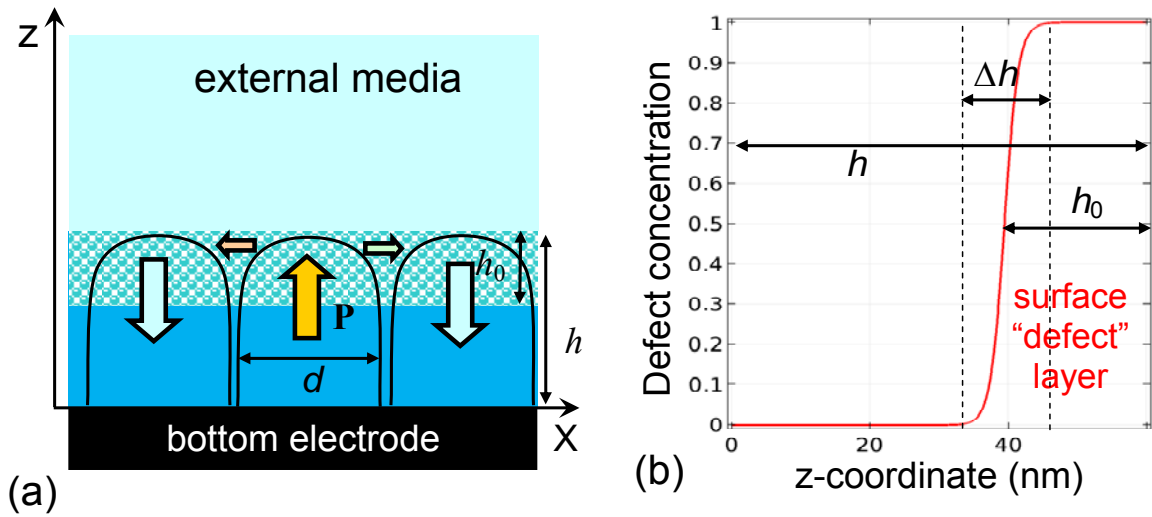 z
external media
h₀
P
h
d
bottom electrode
X
(a)
Defect concentration
1
0.9
0.8
0.7
0.6
0.5
0.4
0.3
0.2
0.1
0
Δh
h
h₀
surface
“defect”
layer
0
20
40
z-coordinate (nm)
(b)